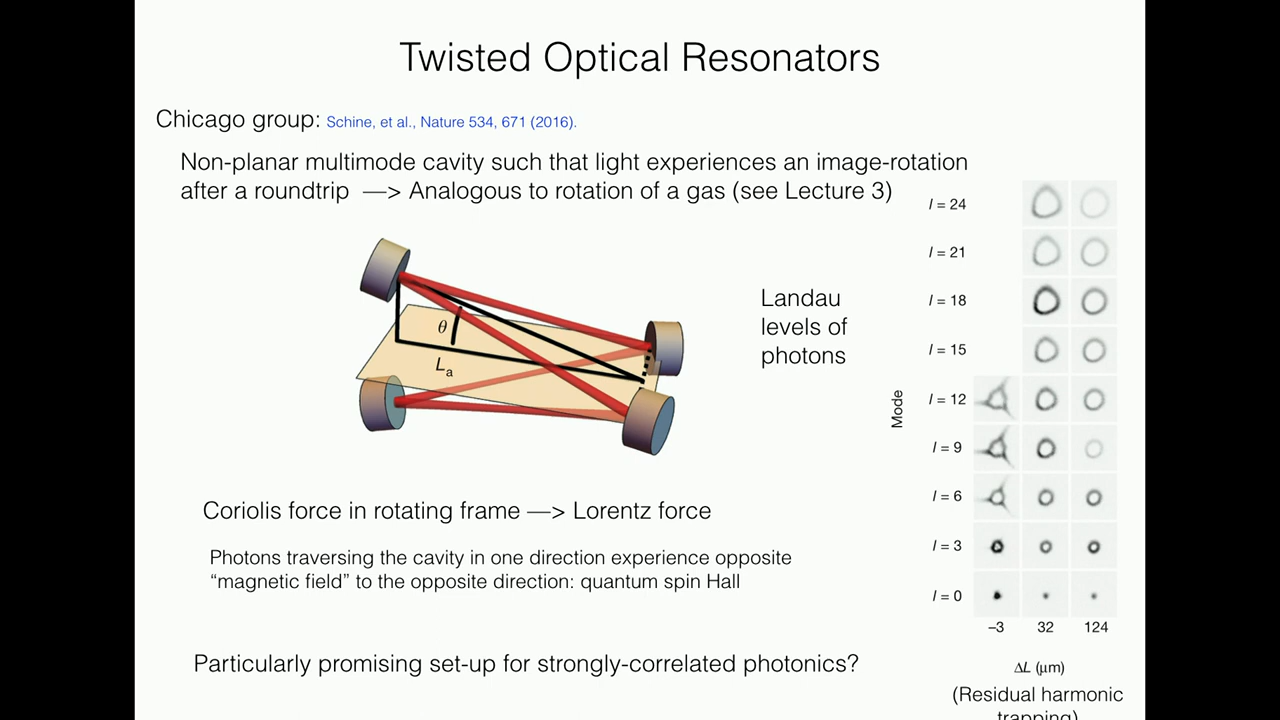 Twisted Optical Resonators
Chicago group: Schine, et al., Nature 534, 671 (2016).
Non-planar multimode cavity such that light experiences an image-rotation
after a roundtrip —> Analogous to rotation of a gas (see Lecture 3)
θ
Lₐ
Landau
levels of
photons
Mode
l = 24
l = 21
l = 18
l = 15
l = 12
l = 9
l = 6
l = 3
l = 0
–3 32 124
ΔL (μm)
(Residual harmonic
trapping)
Coriolis force in rotating frame —> Lorentz force
Photons traversing the cavity in one direction experience opposite
“magnetic field” to the opposite direction: quantum spin Hall
Particularly promising set-up for strongly-correlated photonics?